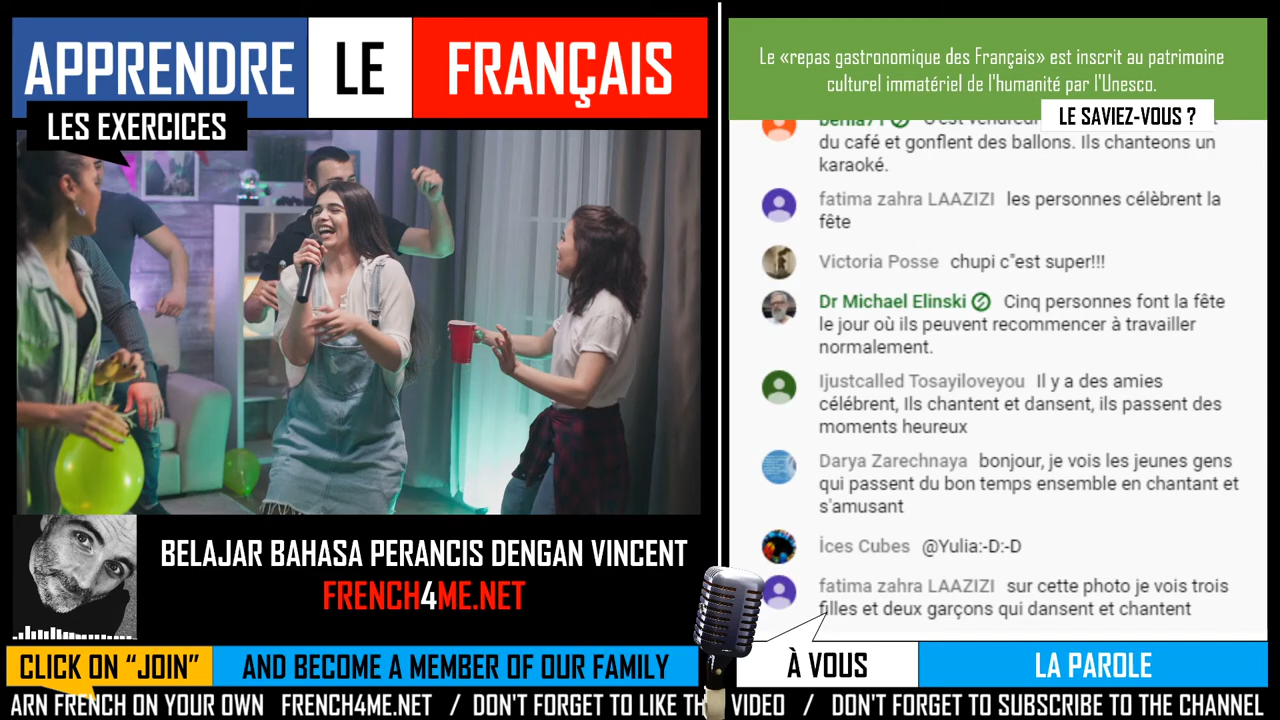 APPRENDRE LE FRANÇAIS
LES EXERCICES
BELAJAR BAHASA PERANCIS DENGAN VINCENT
FRENCH4ME.NET
CLICK ON “JOIN” AND BECOME A MEMBER OF OUR FAMILY
Le «repas gastronomique des Français» est inscrit au patrimoine
culturel immatériel de l'humanité par l'Unesco.
LE SAVIEZ-VOUS ?
du café et gonflent des ballons. Ils chanteons un
karaoké.
fatima zahra LAAZIZI les personnes célèbrent la
fête
Victoria Posse chupi c"est super!!!
Dr Michael Elinski Cinq personnes font la fête
le jour où ils peuvent recommencer à travailler
normalement.
Ijustcalled Tosayiloveyou Il y a des amies
célébrent, Ils chantent et dansent, ils passent des
moments heureux
Darya Zarechnaya bonjour, je vois les jeunes gens
qui passent du bon temps ensemble en chantant et
s'amusant
İces Cubes @Yulia:-D:-D
fatima zahra LAAZIZI sur cette photo je vois trois
filles et deux garçons qui dansent et chantent
À VOUS LA PAROLE
ARN FRENCH ON YOUR OWN FRENCH4ME.NET / DON'T FORGET TO LIKE TH VIDEO / DON'T FORGET TO SUBSCRIBE TO THE CHANNEL